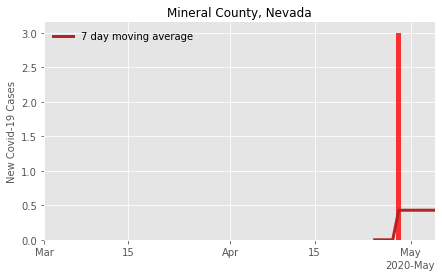 Mineral County, Nevada
7 day moving average
New Covid-19 Cases
3.0
2.5
2.0
1.5
1.0
0.5
0.0
Mar 15 Apr 15 May
2020-May